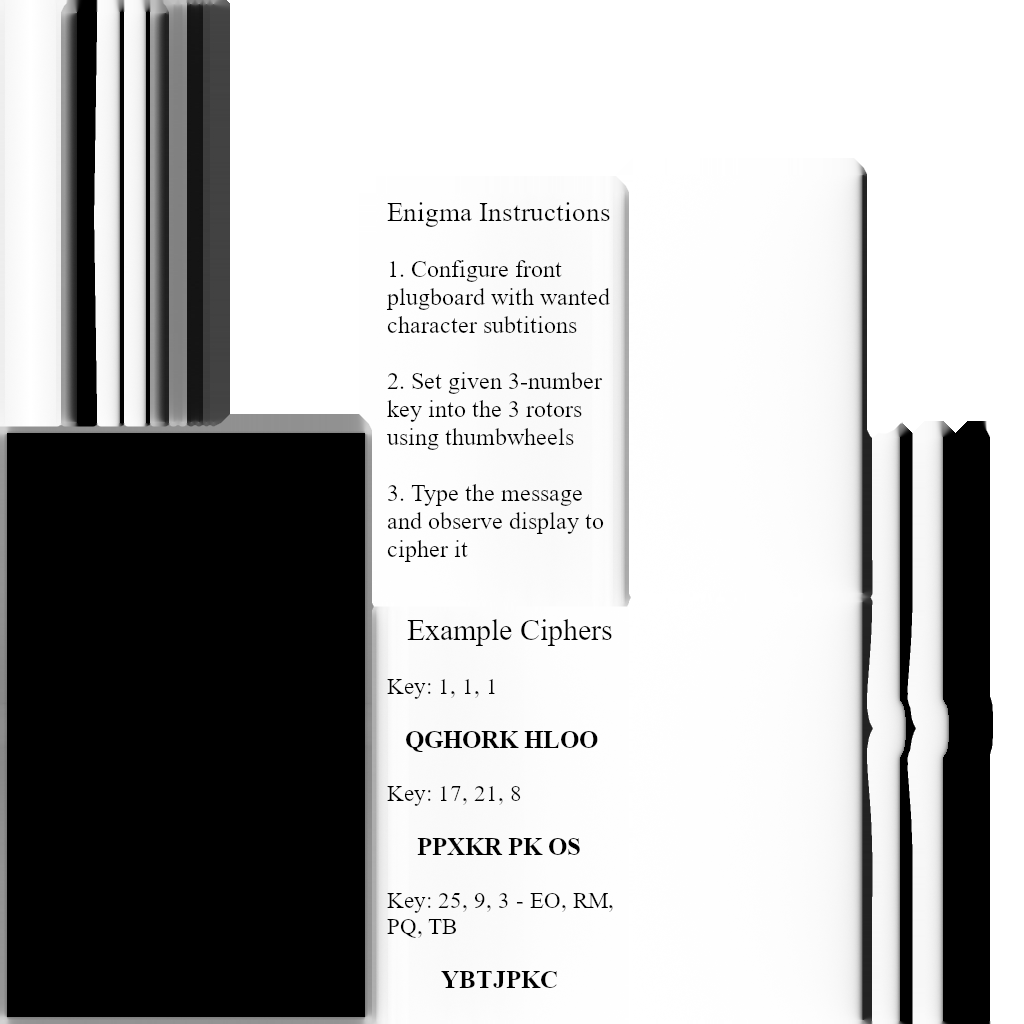 Enigma Instructions
1. Configure front
plugboard with wanted
character subtitions
2. Set given 3-number
key into the 3 rotors
using thumbwheels
3. Type the message
and observe display to
cipher it
Example Ciphers
Key: 1, 1, 1
QGHORK HLOO
Key: 17, 21, 8
PPXKR PK OS
Key: 25, 9, 3 - EO, RM,
PQ, TB
YBTJPKC